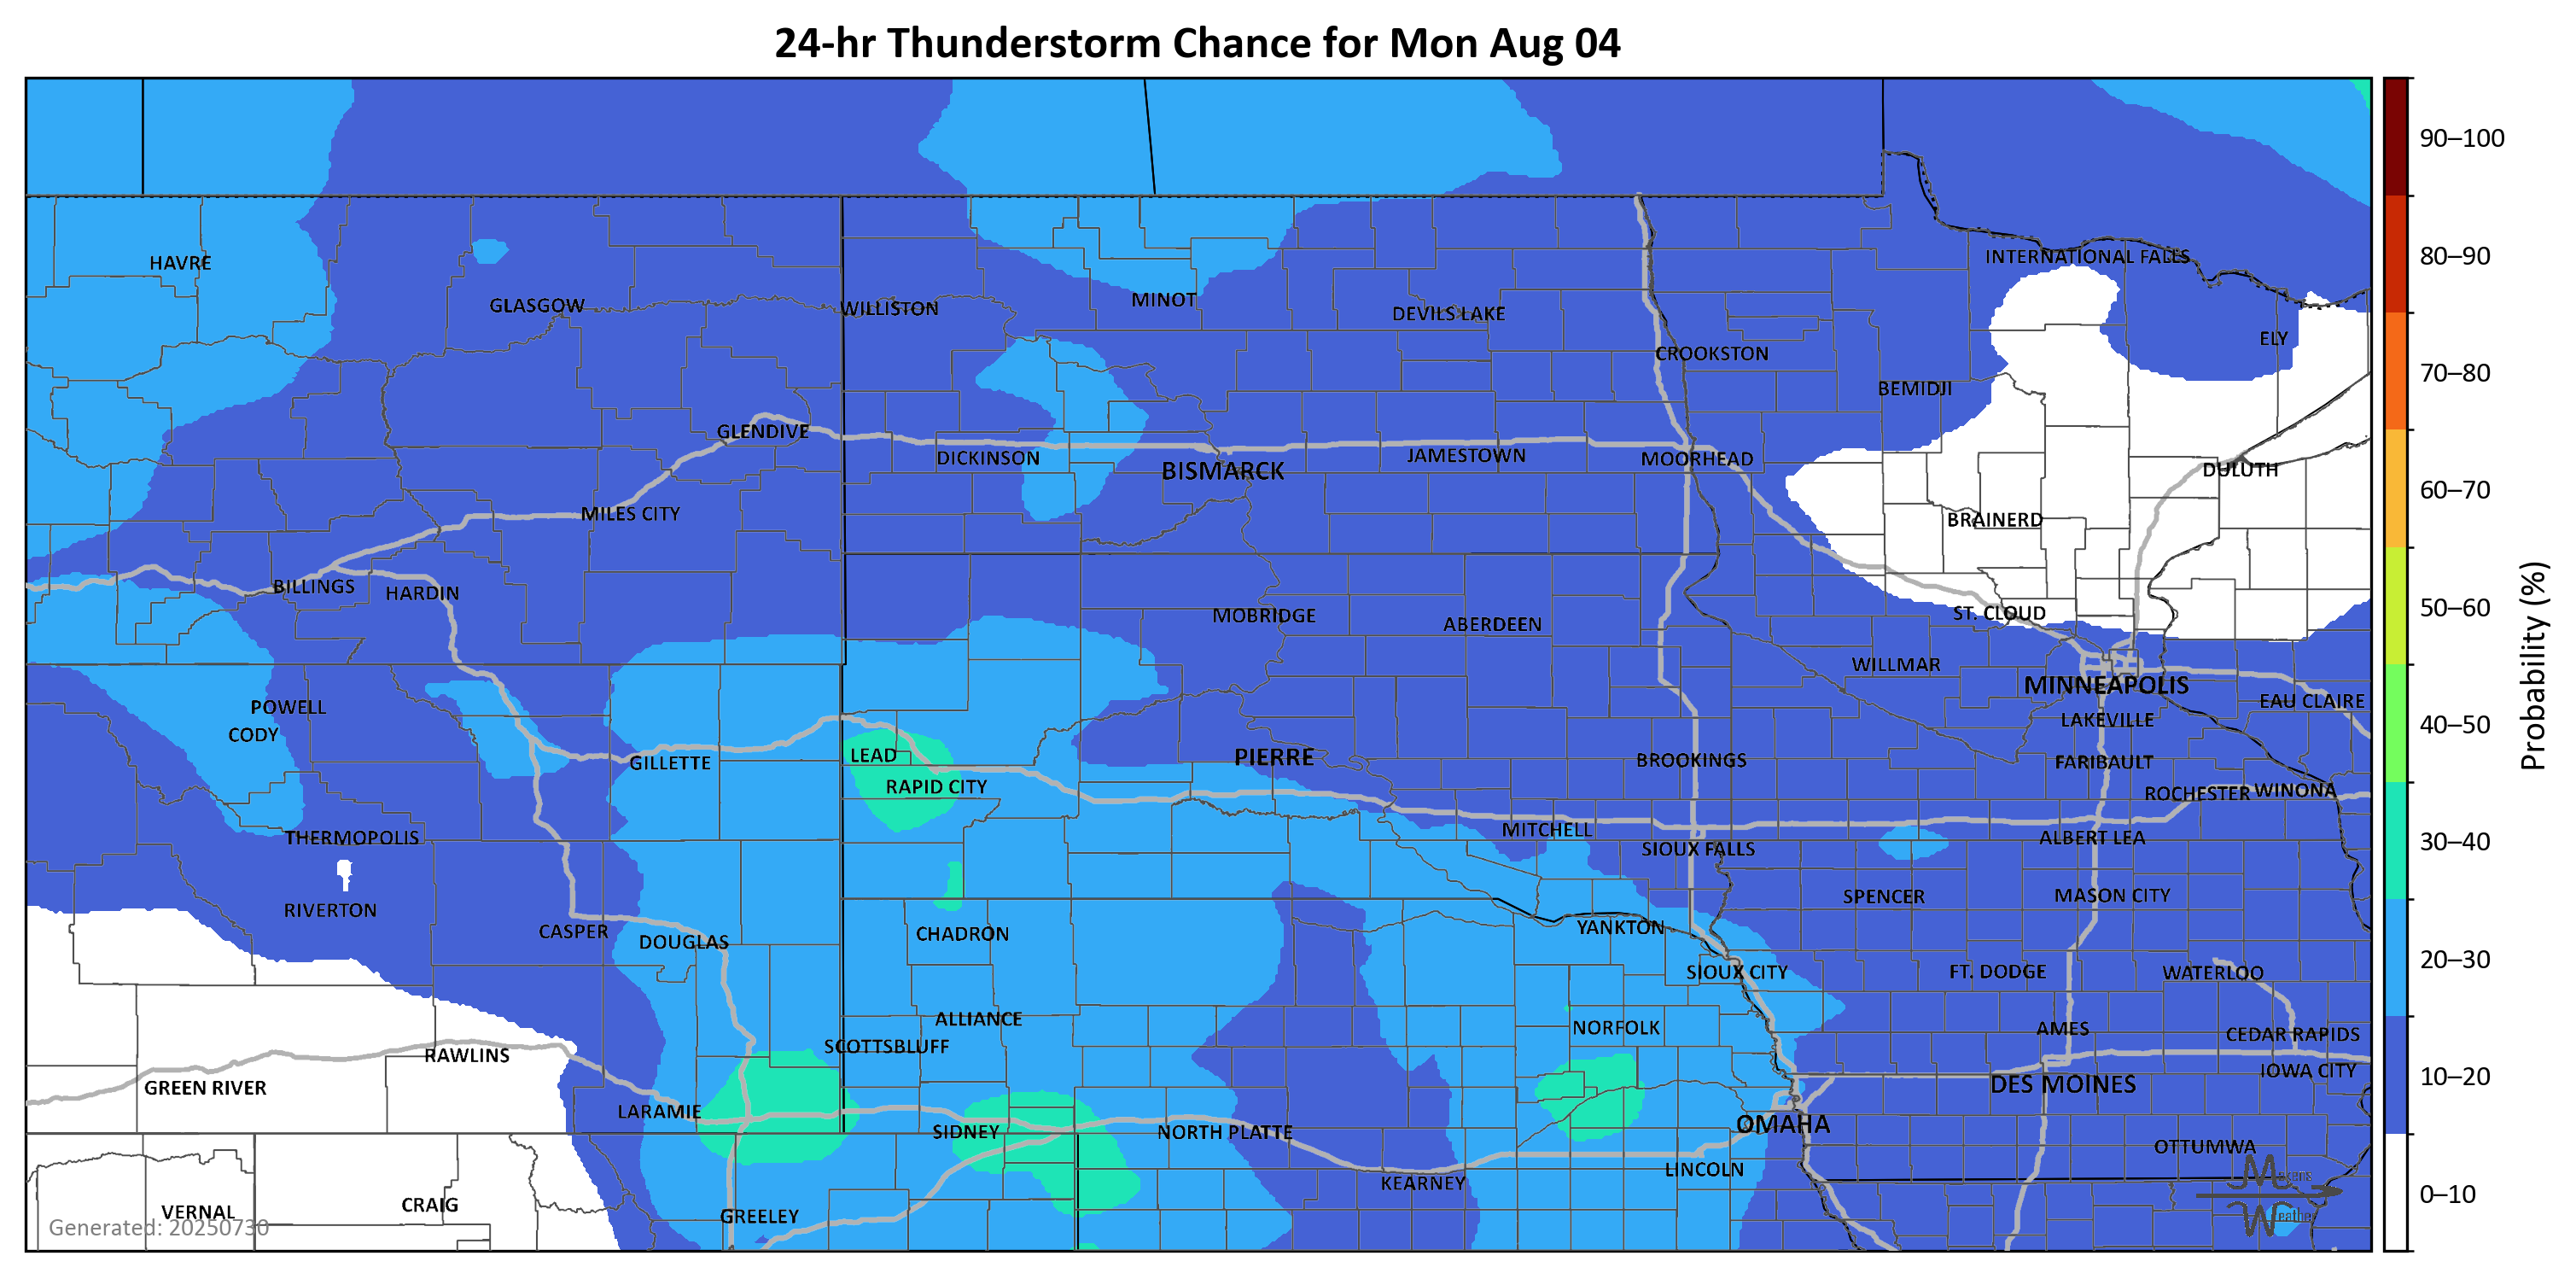 24-hr Thunderstorm Chance for Mon Aug 04
90–100
INTERNATIONAL FALLS
80–90
HAVRE
MINOT
GLASGOW
WILLISTON
DEVILS LAKE
ELY
CROOKSTON
70–80
BEMIDJI
GLENDIVE
DICKINSON
JAMESTOWN
MOORHEAD
BISMARCK
DULUTH
60–70
MILES CITY
BRAINERD
BILLINGS
HARDIN
50–60
MOBRIDGE
ABERDEEN
ST. CLOUD
Probability (%)
WILLMAR
MINNEAPOLIS
EAU CLAIRE
POWELL
LAKEVILLE
40–50
CODY
LEAD
PIERRE
BROOKINGS
FARIBAULT
GILLETTE
RAPID CITY
ROCHESTER
WINONA
MITCHELL
THERMOPOLIS
ALBERT LEA
30–40
SIOUX FALLS
SPENCER
MASON CITY
RIVERTON
YANKTON
CASPER
DOUGLAS
CHADRON
20–30
SIOUX CITY
FT. DODGE
WATERLOO
ALLIANCE
NORFOLK
AMES
CEDAR RAPIDS
SCOTTSBLUFF
RAWLINS
IOWA CITY
10–20
GREEN RIVER
DES MOINES
LARAMIE
OMAHA
SIDNEY
NORTH PLATTE
OTTUMWA
LINCOLN
Makens
KEARNEY
0–10
CRAIG
VERNAL
GREELEY
Weather
Generated: 20250730